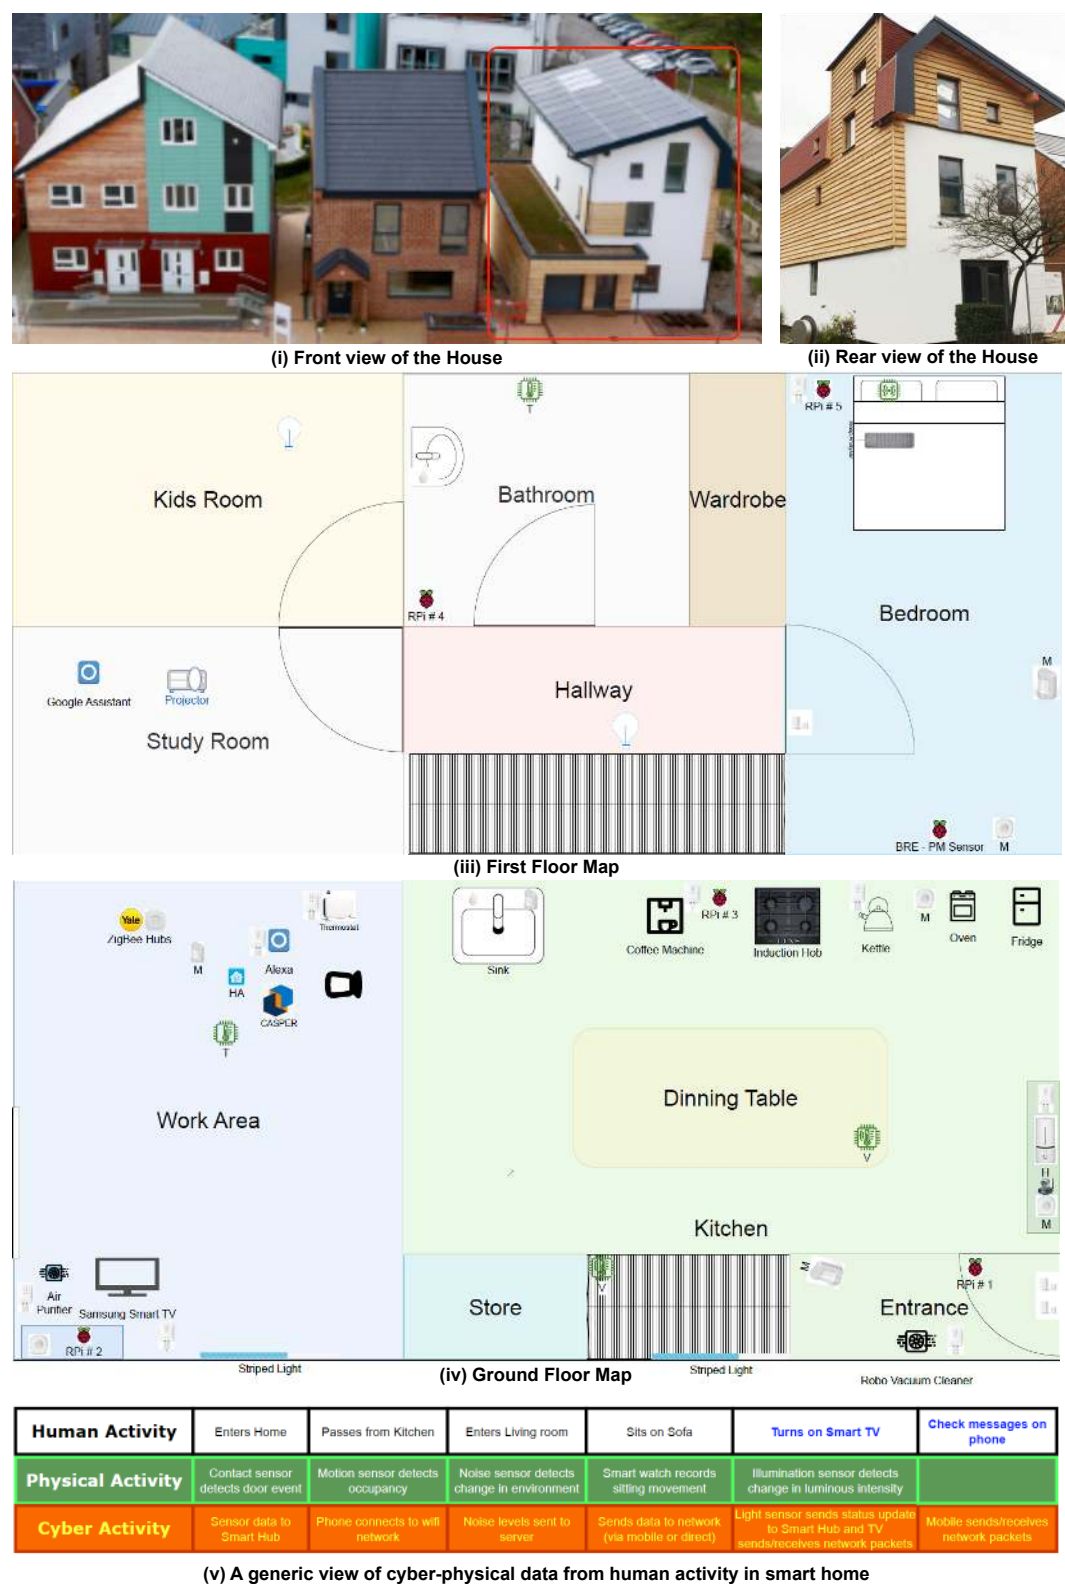 (i) Front view of the House
(ii) Rear view of the House
T
RPi # 5
Kids Room
Bathroom
Wardrobe
RPi # 4
Bedroom
M
Google Assistant
Projector
Hallway
Study Room
BRE - PM Sensor
M
(iii) First Floor Map
Yale
ZigBee Hubs
Thermostat
M
Alexa
HA
CASPER
T
Sink
Coffee Machine
RPi # 3
Induction Hob
Kettle
M
Oven
Fridge
Work Area
Dinning Table
V
H
M
Kitchen
Air
Purifier
Samsung Smart TV
RPi # 2
Store
V
M
RPi # 1
Entrance
Striped Light
(iv) Ground Floor Map
Striped Light
Robo Vacuum Cleaner
Human Activity
Enters Home
Passes from Kitchen
Enters Living room
Sits on Sofa
Turns on Smart TV
Check messages on
phone
Physical Activity
Contact sensor
detects door event
Motion sensor detects
occupancy
Noise sensor detects
change in environment
Smart watch records
sitting movement
Illumination sensor detects
change in luminous intensity
Cyber Activity
Sensor data to
Smart Hub
Phone connects to wifi
network
Noise levels sent to
server
Sends data to network
(via mobile or direct)
Light sensor sends status update
to Smart Hub and TV
sends/receives network packets
Mobile sends/receives
network packets
(v) A generic view of cyber-physical data from human activity in smart home